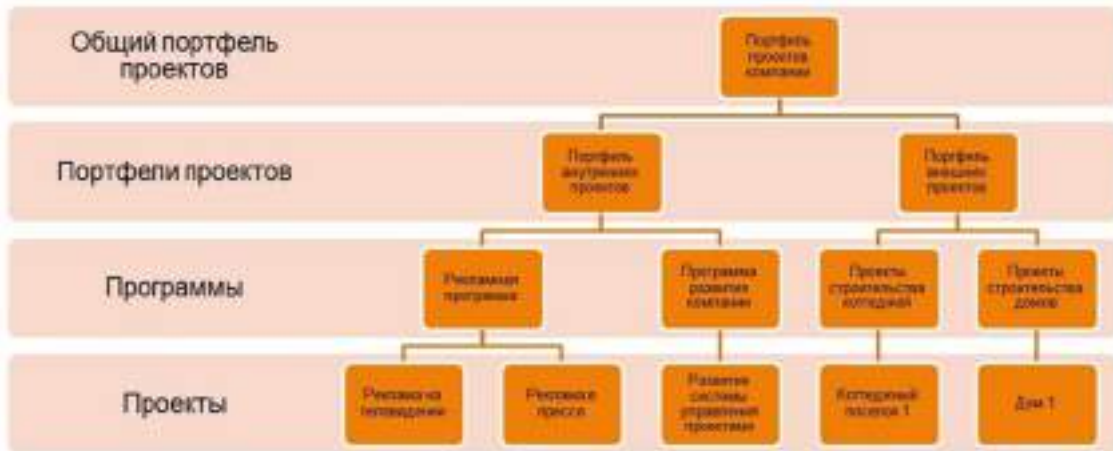 Общий портфель
проектов
Портфель
проектов
компании
Портфели проектов
Портфель
внутренних
проектов
Портфель
внешних
проектов
Программы
Рекламная
программа
Программа
развития
компании
Проекты
строительства
коттеджей
Проекты
строительства
домов
Проекты
Реклама на
телевидении
Реклама в
прессе
Развитие
системы
управления
проектами
Коттеджный
поселок 1
Дом 1